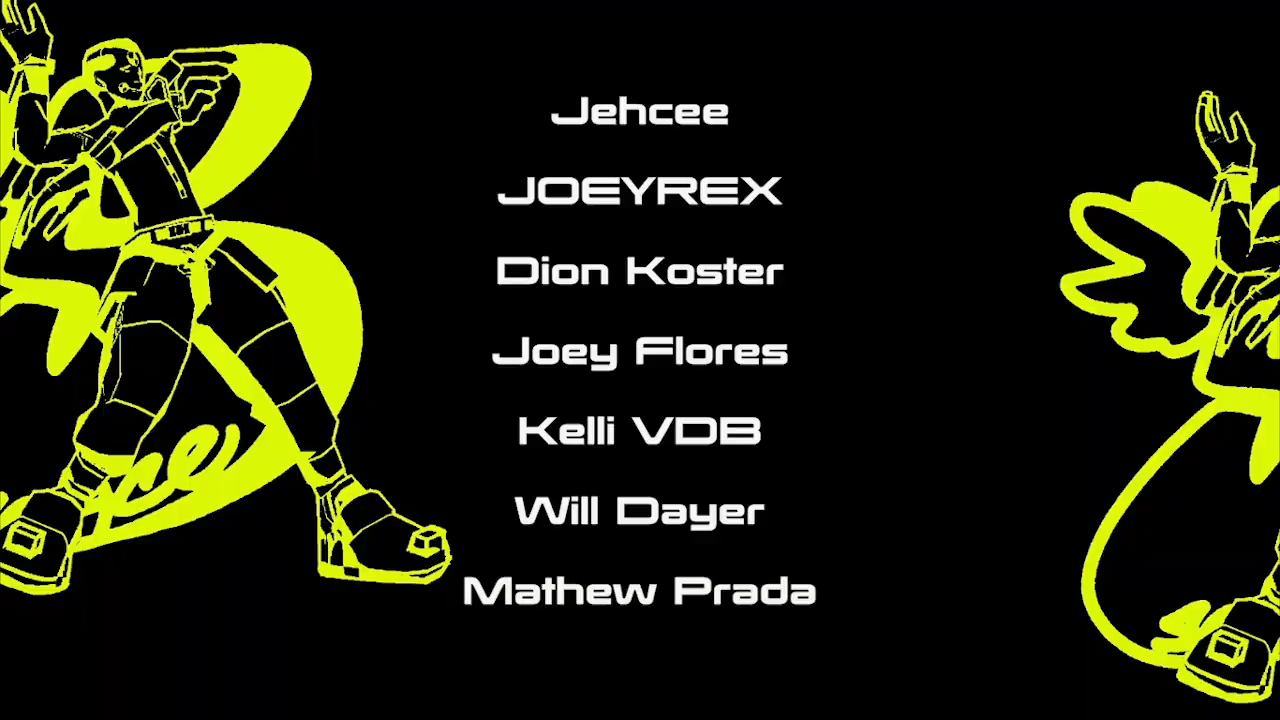 Jehcee
JOEYREX
Dion Koster
Joey Flores
Kelli VDB
Will Dayer
Mathew Prada